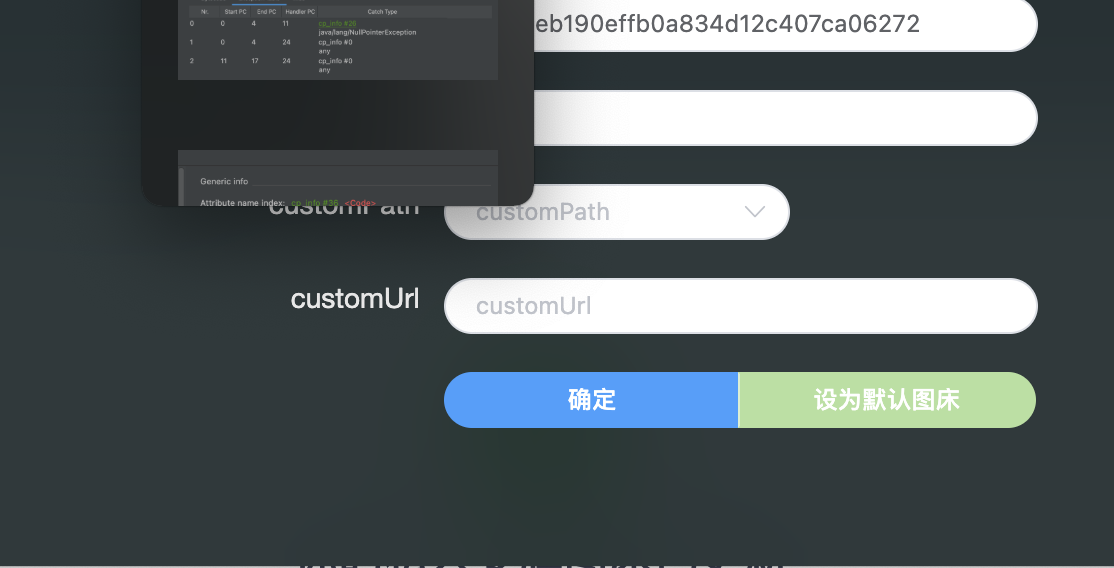 Nr.
Start PC
End PC
Handler PC
Catch Type
0
0
4
11
cp_info #26
java/lang/NullPointerException
1
0
4
24
cp_info #0
any
2
11
17
24
cp_info #0
any
eb190effb0a834d12c407ca06272
Generic info
Attribute name index: cp_info #36 <Code>
customPath
customPath
customUrl
customUrl
确定
设为默认图床